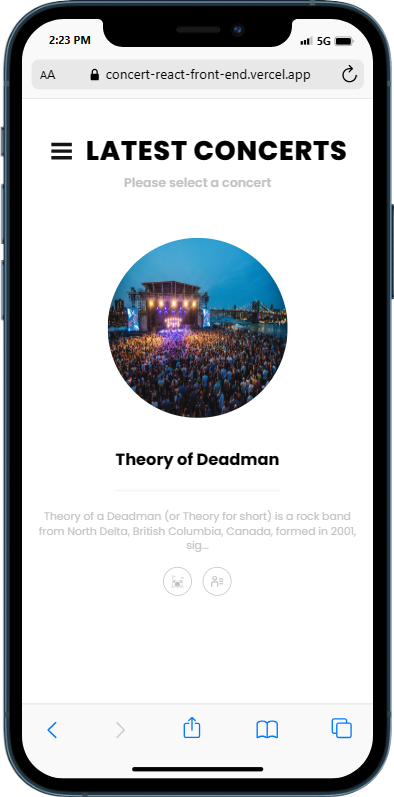 2:23 PM 5G
AA concert-react-front-end.vercel.app
LATEST CONCERTS
Please select a concert
Theory of Deadman
Theory of a Deadman (or Theory for short) is a rock band
from North Delta, British Columbia, Canada, formed in 2001,
sig...